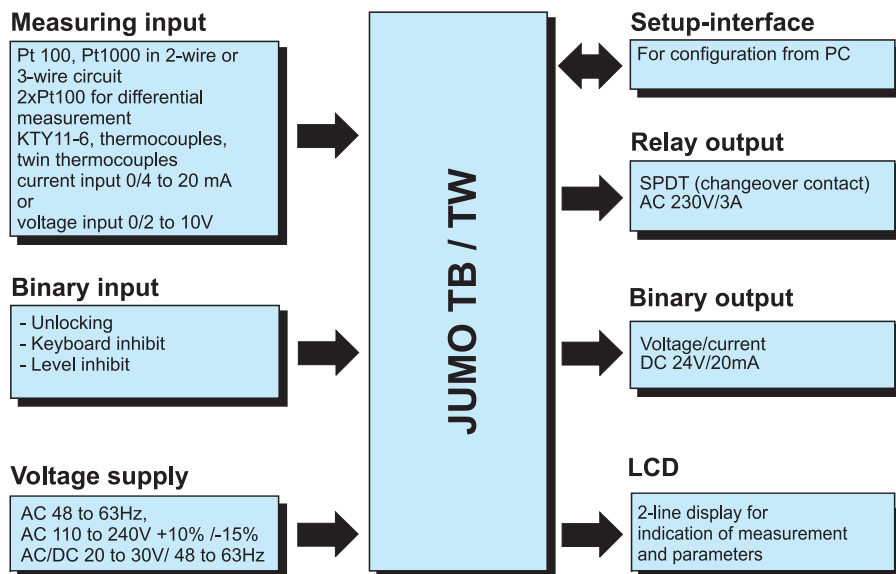 Measuring input
Pt 100, Pt1000 in 2-wire or
3-wire circuit
2xPt100 for differential
measurement
KTY11-6, thermocouples,
twin thermocouples
current input 0/4 to 20 mA
or
voltage input 0/2 to 10V
Binary input
- Unlocking
- Keyboard inhibit
- Level inhibit
Voltage supply
AC 48 to 63Hz,
AC 110 to 240V +10% /-15%
AC/DC 20 to 30V/ 48 to 63Hz
JUMO TB / TW
Setup-interface
For configuration from PC
Relay output
SPDT (changeover contact)
AC 230V/3A
Binary output
Voltage/current
DC 24V/20mA
LCD
2-line display for
indication of measurement
and parameters